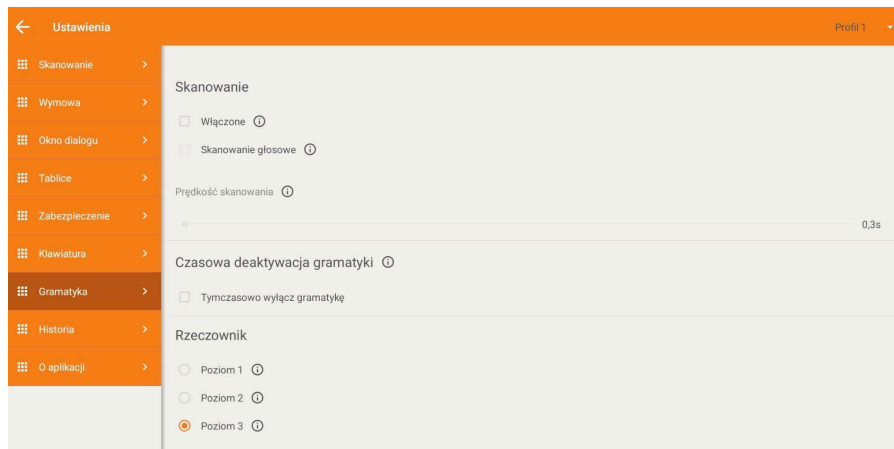 Ustawienia
Profil 1
Skanowanie
Wymowa
Okno dialogu
Tablice
Zabezpieczenie
Klawiatura
Gramatyka
Historia
O aplikacji
Skanowanie
Włączone
Skanowanie głosowe
Prędkość skanowania
0,3s
Czasowa deaktywacja gramatyki
Tymczasowo wyłącz gramatykę
Rzeczownik
Poziom 1
Poziom 2
Poziom 3